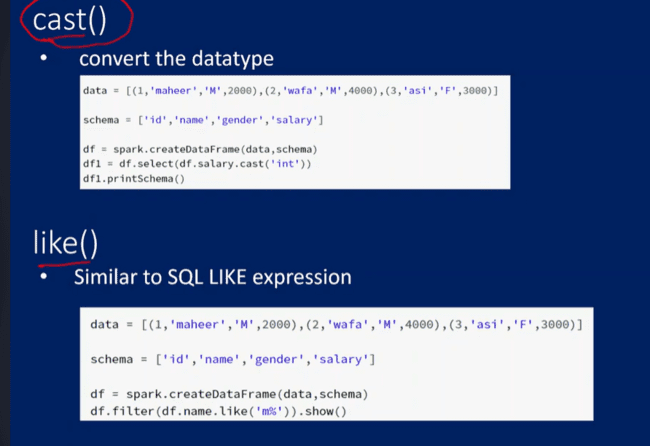 cast()
• convert the datatype
data = [(1,'maheer','M',2000),(2,'wafa','M',4000),(3,'asi','F',3000)]
schema = ['id','name','gender','salary']
df = spark.createDataFrame(data,schema)
df1 = df.select(df.salary.cast('int'))
df1.printSchema()
like()
• Similar to SQL LIKE expression
data = [(1,'maheer','M',2000),(2,'wafa','M',4000),(3,'asi','F',3000)]
schema = ['id','name','gender','salary']
df = spark.createDataFrame(data,schema)
df.filter(df.name.like('m%')).show()